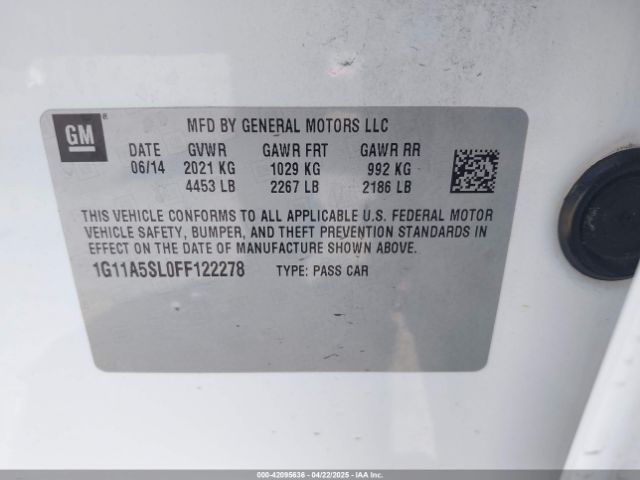 GM ®
MFD BY GENERAL MOTORS LLC
DATE GVWR GAWR FRT GAWR RR
06/14 2021 KG 1029 KG 992 KG
4453 LB 2267 LB 2186 LB
THIS VEHICLE CONFORMS TO ALL APPLICABLE U.S. FEDERAL MOTOR
VEHICLE SAFETY, BUMPER, AND THEFT PREVENTION STANDARDS IN
EFFECT ON THE DATE OF MANUFACTURE SHOWN ABOVE.
1G11A5SL0FF122278 TYPE: PASS CAR
000-42095636 - 04/22/2025 - IAAI.COM